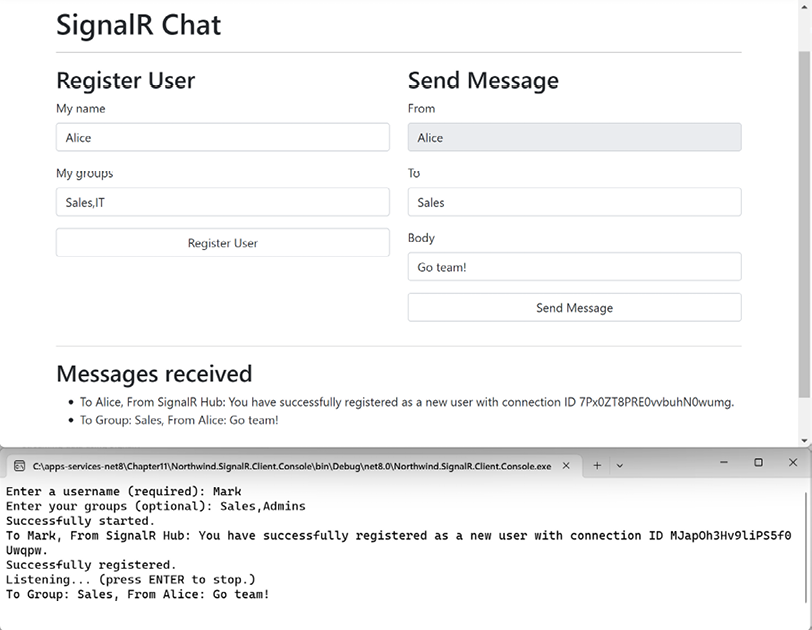 SignalR Chat
Register User
My name
Alice
My groups
Sales,IT
Register User
Send Message
From
Alice
To
Sales
Body
Go team!
Send Message
Messages received
To Alice, From SignalR Hub: You have successfully registered as a new user with connection ID 7Px0ZT8PRE0vvbuhN0wumg.
To Group: Sales, From Alice: Go team!
C:\apps-services-net8\Chapter11\Northwind.SignalR.Client.Console\bin\Debug\net8.0\Northwind.SignalR.Client.Console.exe
Enter a username (required): Mark
Enter your groups (optional): Sales,Admins
Successfully started.
To Mark, From SignalR Hub: You have successfully registered as a new user with connection ID MJapOh3Hv9liPS5f0
Uwqpw.
Successfully registered.
Listening... (press ENTER to stop.)
To Group: Sales, From Alice: Go team!